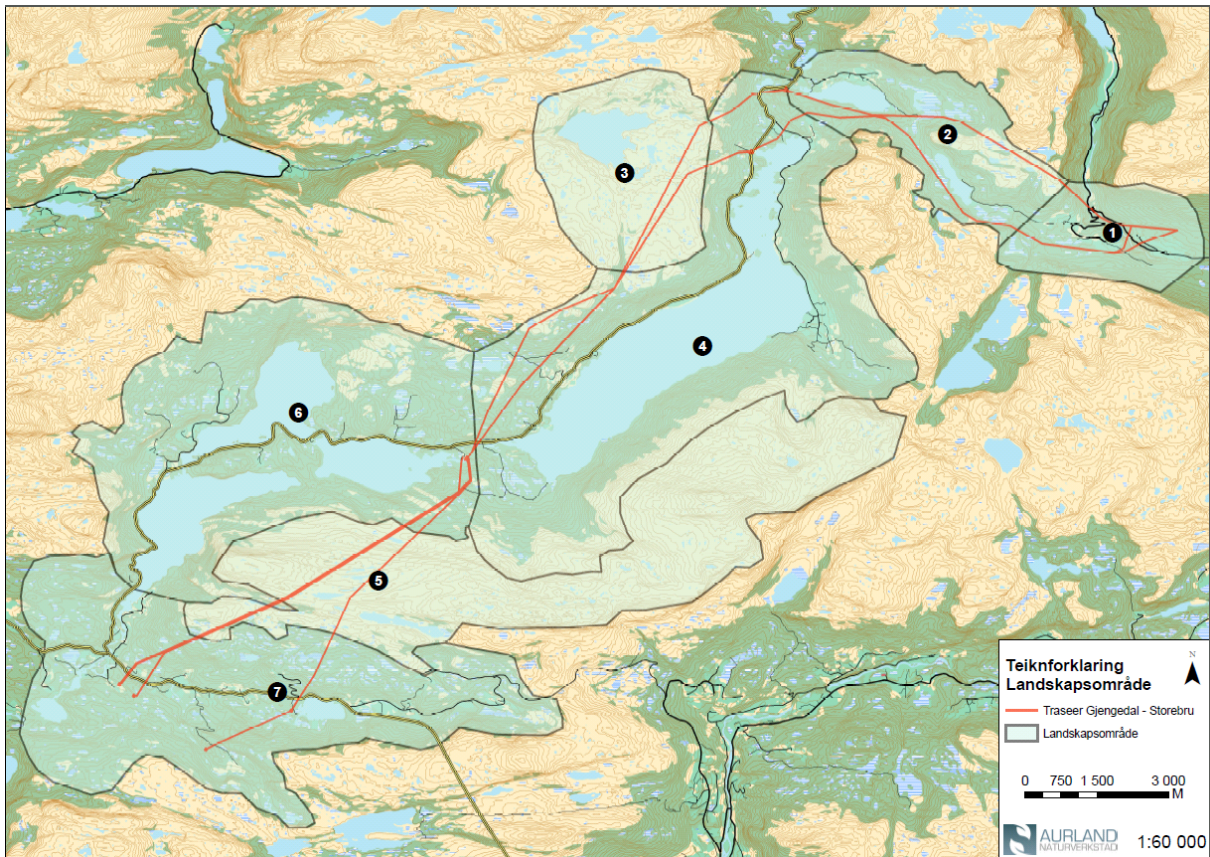 3
2
1
4
6
5
7
Teiknforklaring
Landskapsområde
N
Traseer Gjengedal - Storebru
Landskapsområde
0 750 1 500 3 000
M
AURLAND
NATURVERKSTAD
1:60 000